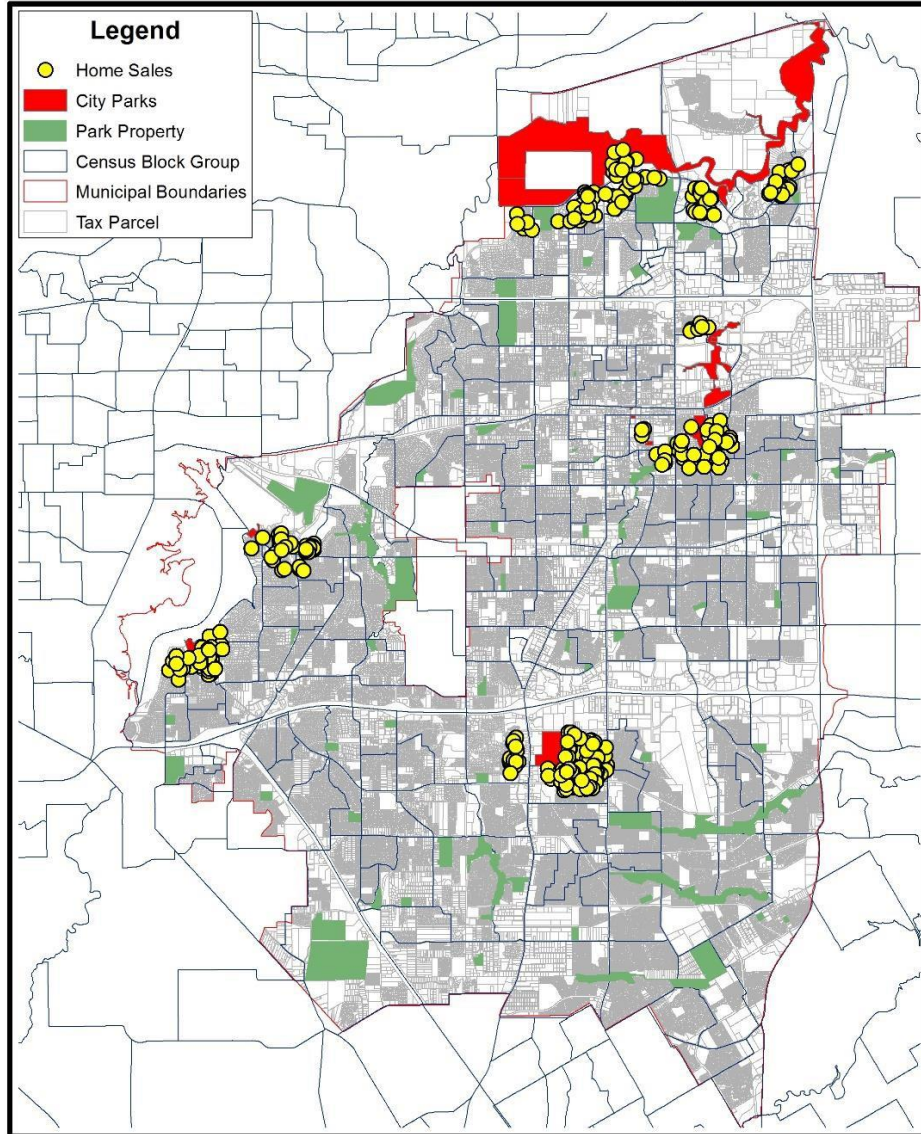 Legend
Home Sales
City Parks
Park Property
Census Block Group
Municipal Boundaries
Tax Parcel